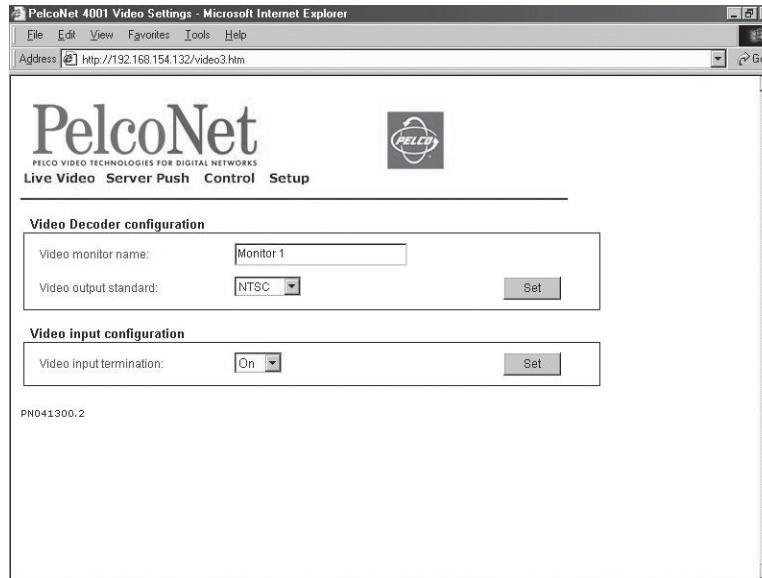 PelcoNet 4001 Video Settings - Microsoft Internet Explorer
File Edit View Favorites Tools Help
Address http://192.168.154.132/video3.htm
PelcoNet
PELCO VIDEO TECHNOLOGIES FOR DIGITAL NETWORKS
PELCO
Live Video Server Push Control Setup
Video Decoder configuration
Video monitor name: Monitor 1
Video output standard: NTSC Set
Video input configuration
Video input termination: On Set
PN041300.2